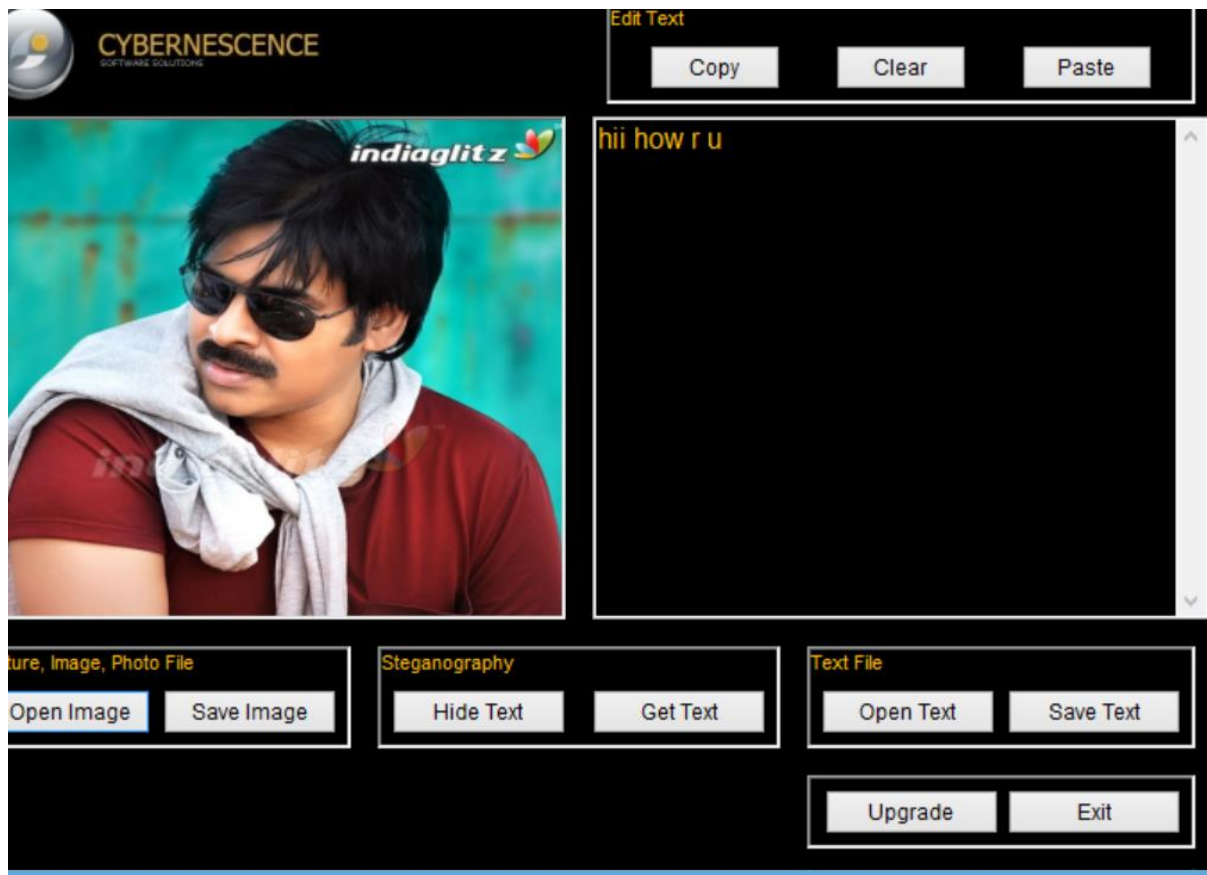 CYBERNESCENCE
SOFTWARE SOLUTIONS
Edit Text
Copy Clear Paste
indiaglitz
hii how r u
ture, Image, Photo File
Open Image Save Image
Steganography
Hide Text Get Text
Text File
Open Text Save Text
Upgrade Exit